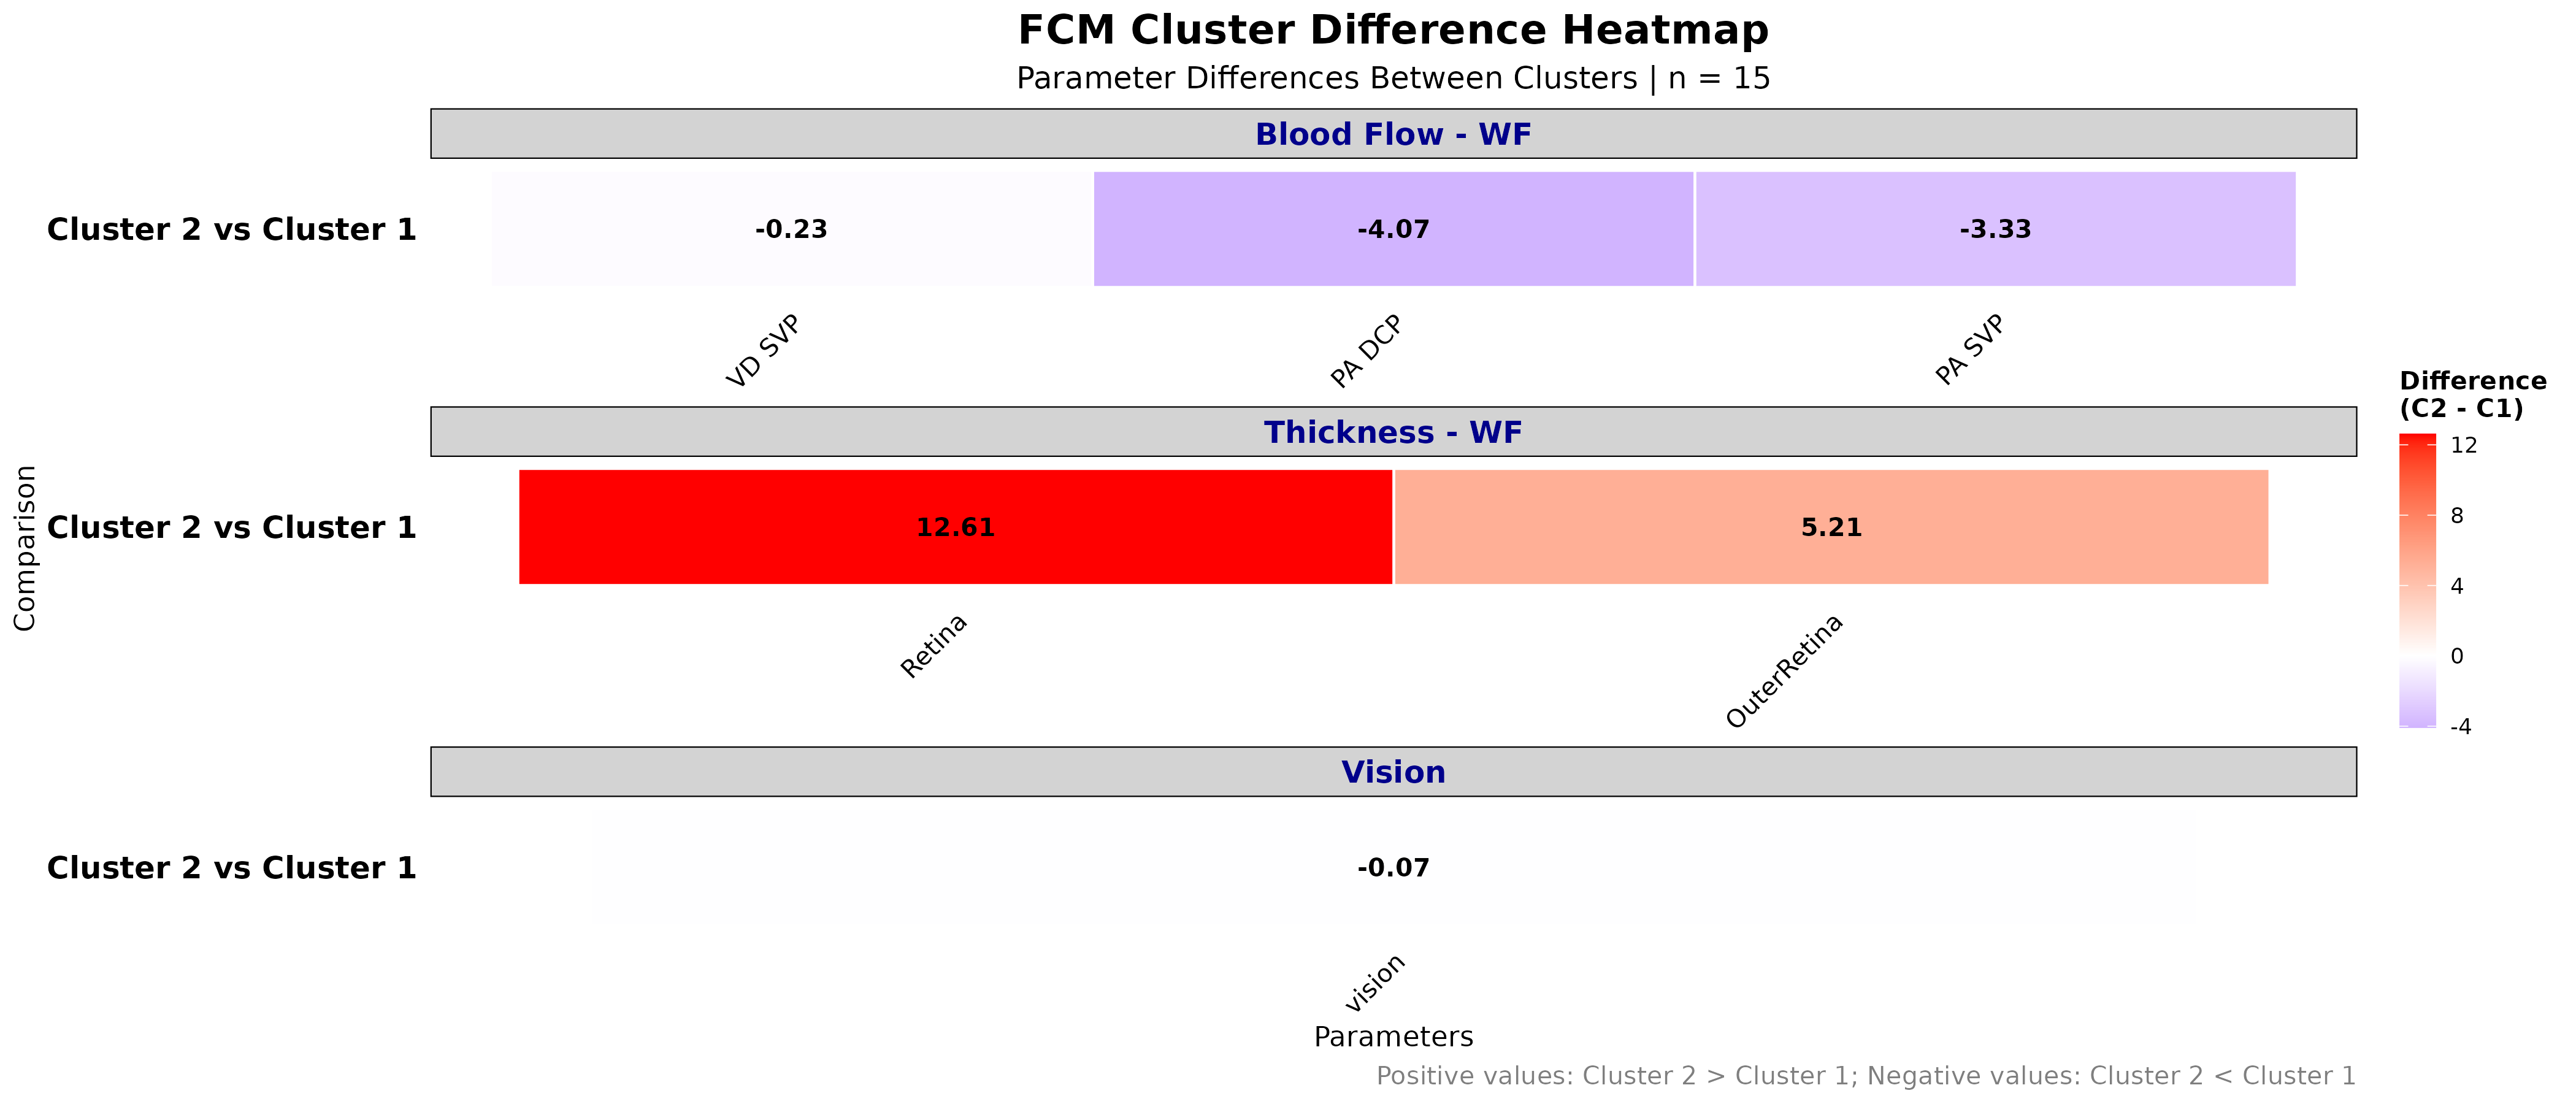 FCM Cluster Difference Heatmap
Parameter Differences Between Clusters | n = 15
Blood Flow - WF
Cluster 2 vs Cluster 1
-0.23
-4.07
-3.33
VD SVP
PA DCP
PA SVP
Thickness - WF
Comparison
Cluster 2 vs Cluster 1
12.61
5.21
Retina
OuterRetina
Difference
(C2 - C1)
12
8
4
0
-4
Vision
Cluster 2 vs Cluster 1
-0.07
vision
Parameters
Positive values: Cluster 2 > Cluster 1; Negative values: Cluster 2 < Cluster 1